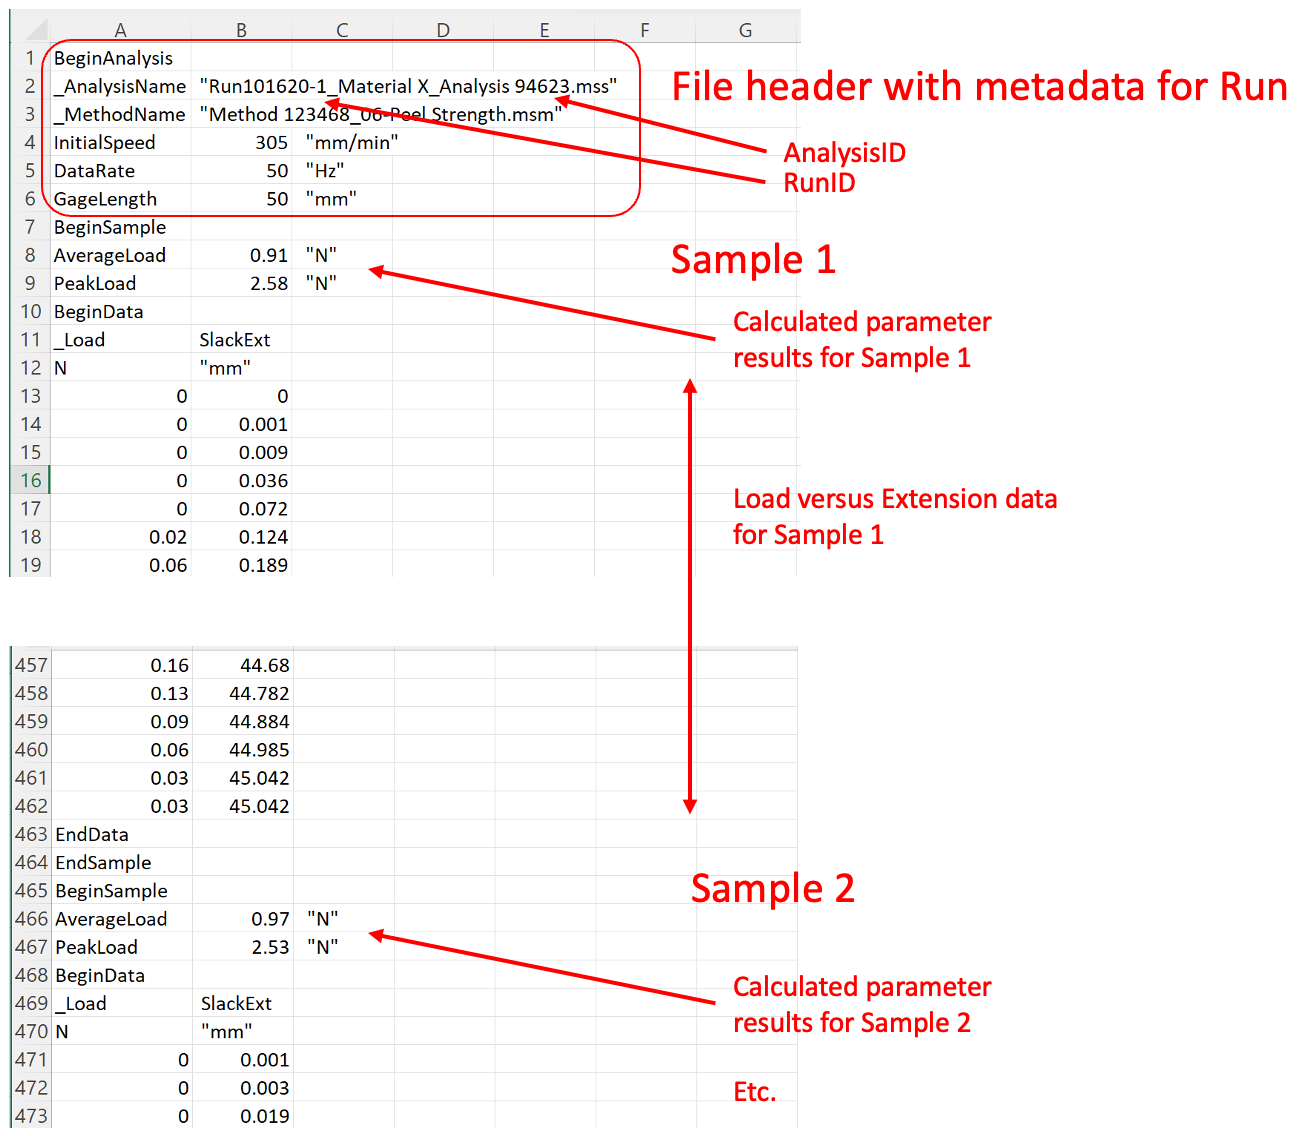 A B C D E F G
1 BeginAnalysis
2 _AnalysisName "Run101620-1_Material X_Analysis 94623.mss"
3 _MethodName "Method 123468_06-Peel Strength.msm"
4 InitialSpeed 305 "mm/min"
5 DataRate 50 "Hz"
6 GageLength 50 "mm"
File header with metadata for Run
AnalysisID
RunID
7 BeginSample
8 AverageLoad 0.91 "N"
9 PeakLoad 2.58 "N"
10 BeginData
11 _Load SlackExt
12 N "mm"
13 0 0
14 0 0.001
15 0 0.009
16 0 0.036
17 0 0.072
18 0.02 0.124
19 0.06 0.189
Sample 1
Calculated parameter
results for Sample 1
Load versus Extension data
for Sample 1
457 0.16 44.68
458 0.13 44.782
459 0.09 44.884
460 0.06 44.985
461 0.03 45.042
462 0.03 45.042
463 EndData
464 EndSample
465 BeginSample
466 AverageLoad 0.97 "N"
467 PeakLoad 2.53 "N"
468 BeginData
469 _Load SlackExt
470 N "mm"
471 0 0.001
472 0 0.003
473 0 0.019
Sample 2
Calculated parameter
results for Sample 2
Etc.